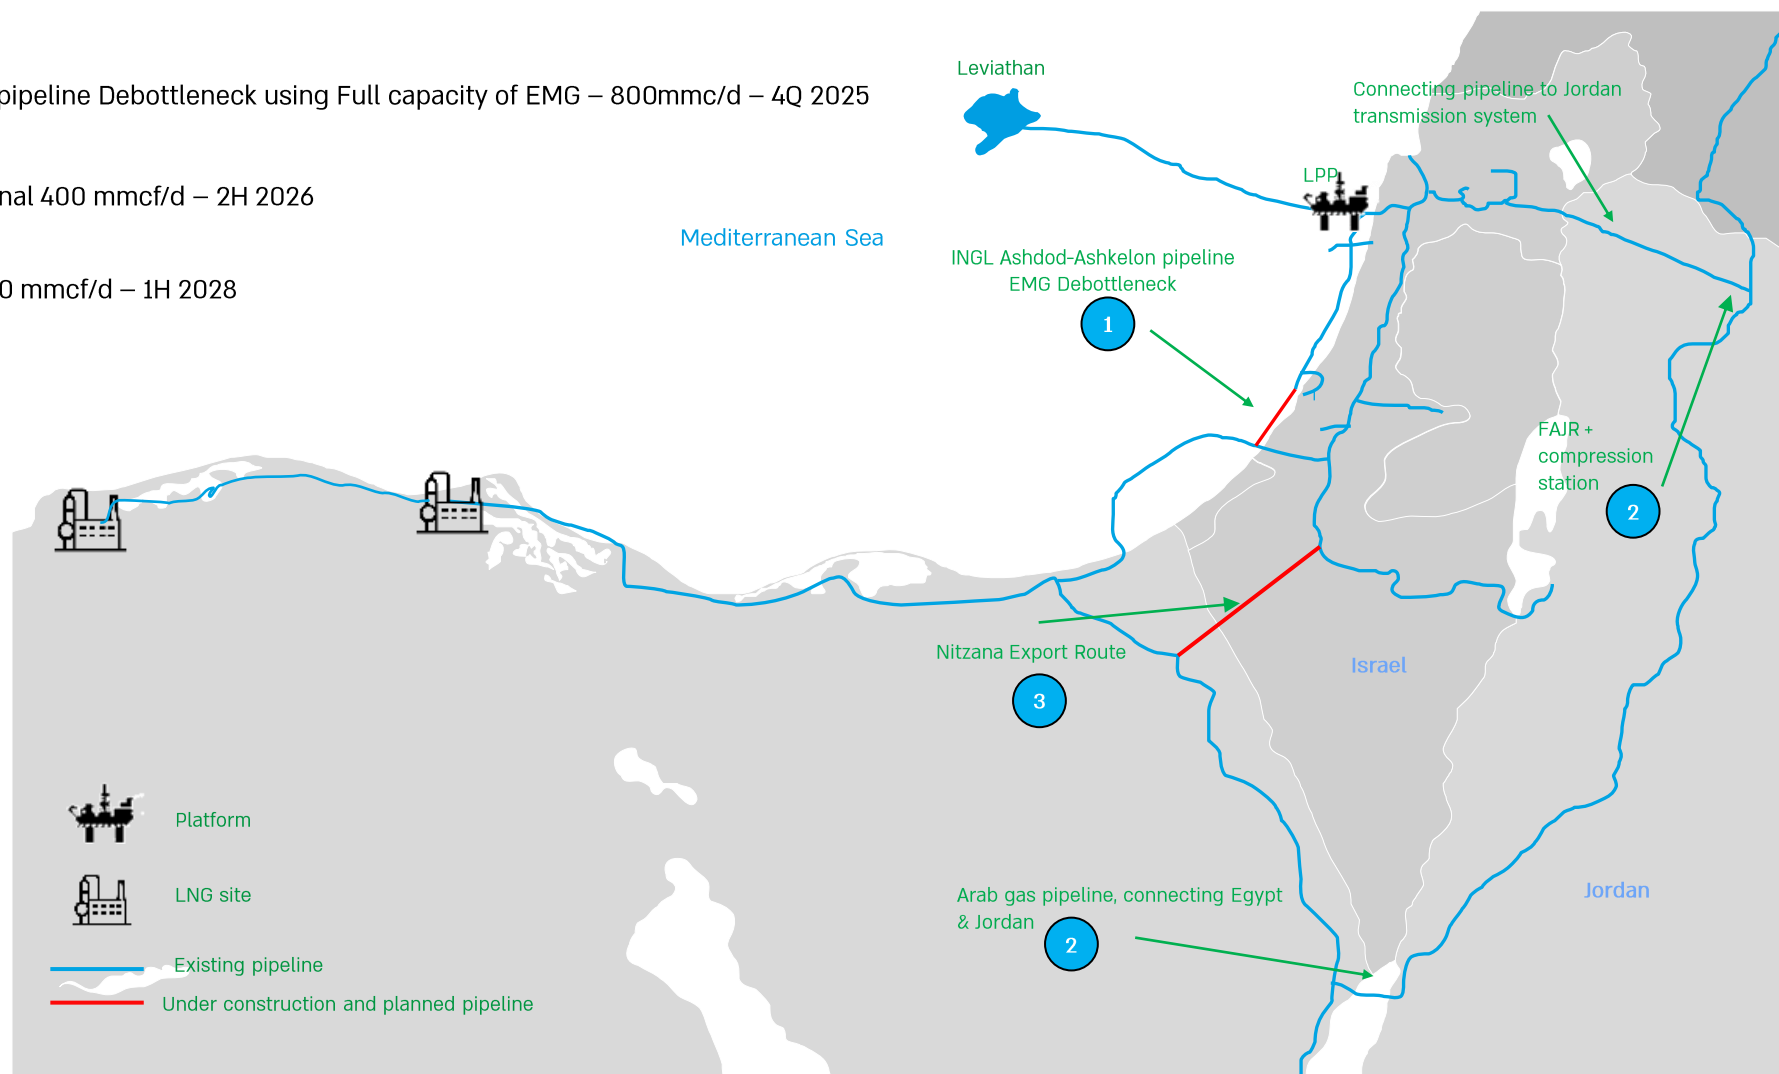 pipeline Debottleneck using Full capacity of EMG – 800mmc/d – 4Q 2025
nal 400 mmcf/d – 2H 2026
0 mmcf/d – 1H 2028
Leviathan
Connecting pipeline to Jordan
transmission system
LPP
Mediterranean Sea
INGL Ashdod-Ashkelon pipeline
EMG Debottleneck
1
FAJR +
compression
station
2
Nitzana Export Route
3
Israel
Platform
LNG site
Existing pipeline
Under construction and planned pipeline
Arab gas pipeline, connecting Egypt
& Jordan
2
Jordan